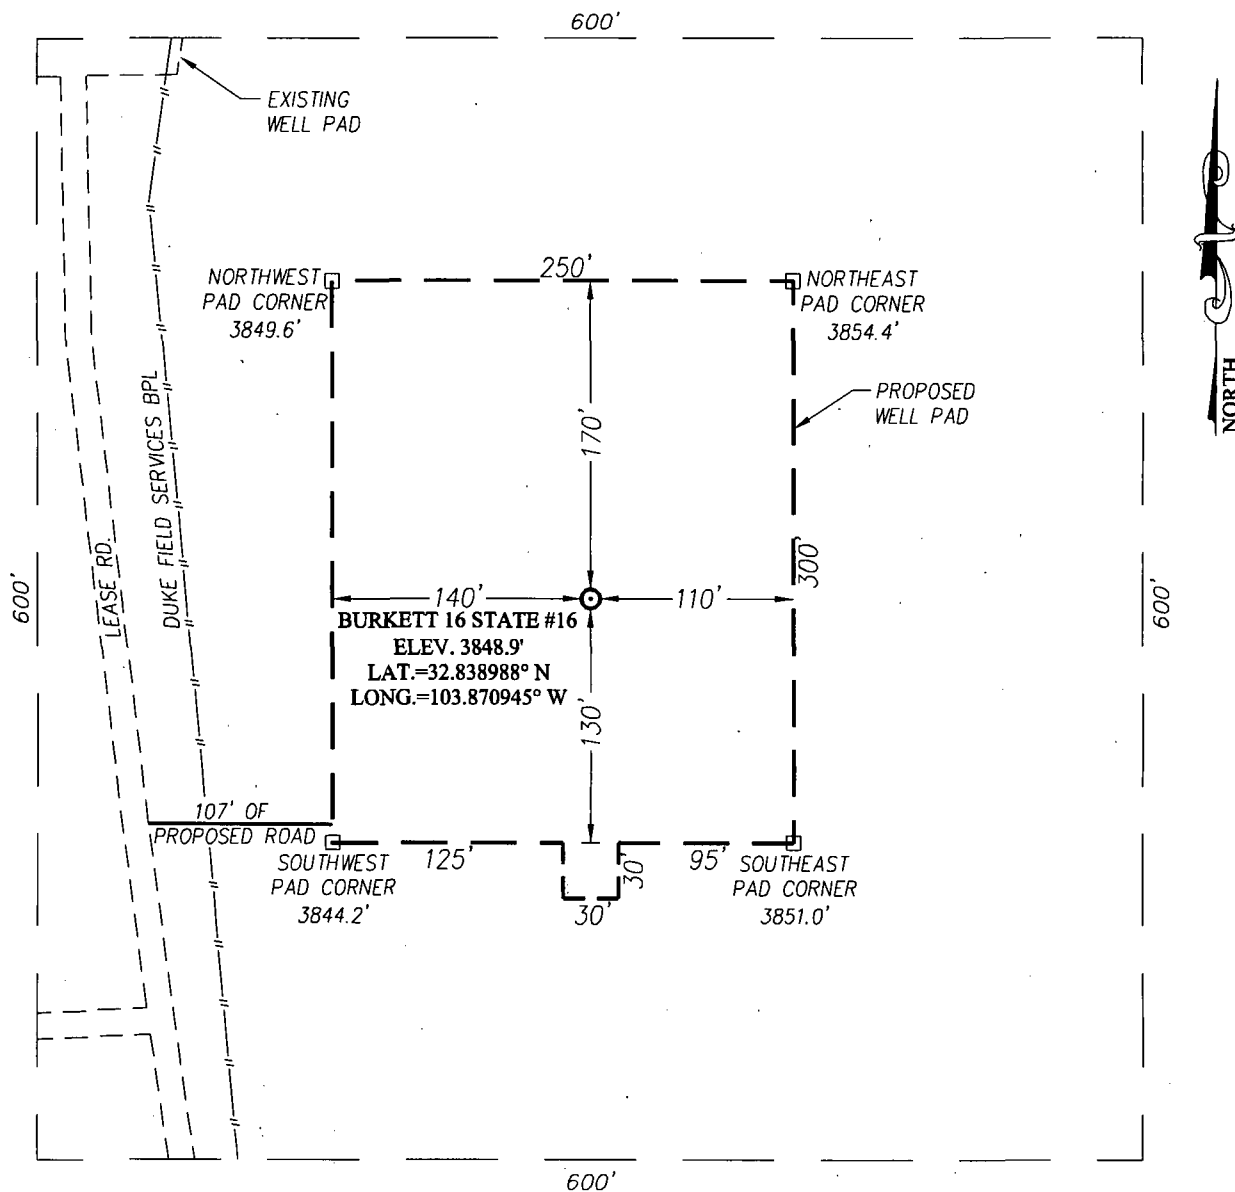 600'
EXISTING
WELL PAD
NORTHWEST
PAD CORNER
3849.6'
250'
NORTHEAST
PAD CORNER
3854.4'
NORTH
PROPOSED
WELL PAD
170'
DUKE FIELD SERVICES BPL
LEASE RD.
300'
600'
600'
140'
110'
BURKETT 16 STATE #16
ELEV. 3848.9'
LAT.=32.838988° N
LONG.=103.870945° W
130'
107' OF
PROPOSED ROAD
SOUTHWEST
PAD CORNER
3844.2'
125'
30'
30'
95'
SOUTHEAST
PAD CORNER
3851.0'
600'